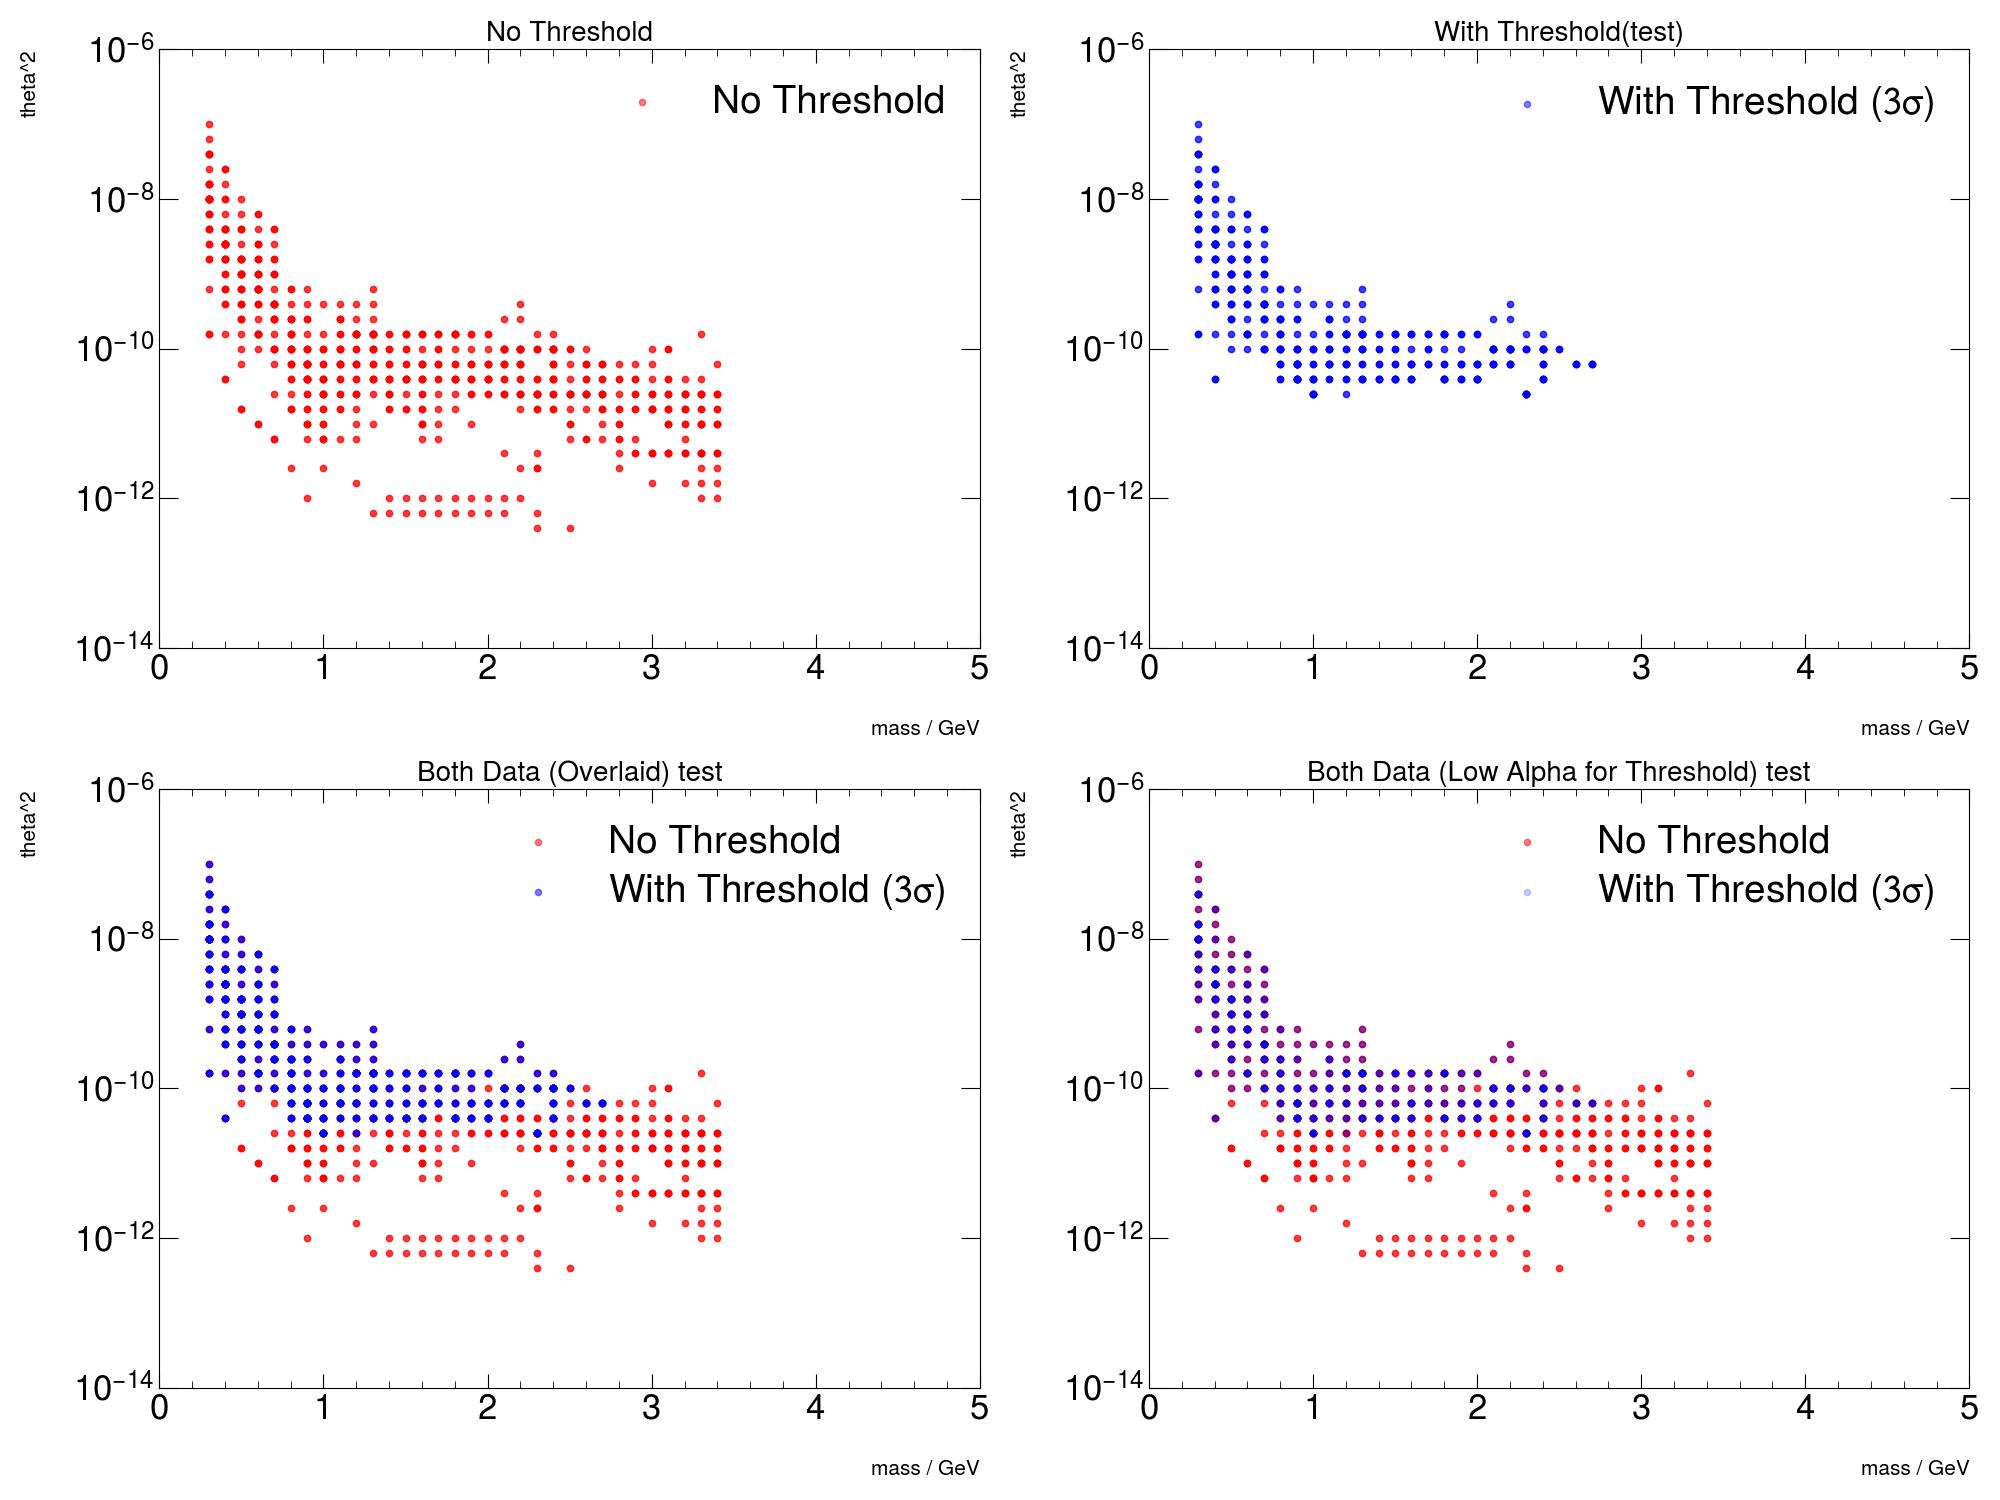 No Threshold
theta^2
10⁻⁶
No Threshold
10⁻⁸
10⁻¹⁰
10⁻¹²
10⁻¹⁴
0 1 2 3 4 5
mass / GeV
With Threshold(test)
theta^2
10⁻⁶
With Threshold (3σ)
10⁻⁸
10⁻¹⁰
10⁻¹²
10⁻¹⁴
0 1 2 3 4 5
mass / GeV
Both Data (Overlaid) test
theta^2
10⁻�6
No Threshold
With Threshold (3σ)
10⁻⁸
10⁻¹⁰
10⁻¹²
10⁻¹⁴
0 1 2 3 4 5
mass / GeV
Both Data (Low Alpha for Threshold) test
theta^2
10⁻⁶
No Threshold
With Threshold (3σ)
10⁻⁸
10⁻¹⁰
10⁻¹²
10⁻¹⁴
0 1 2 3 4 5
mass / GeV